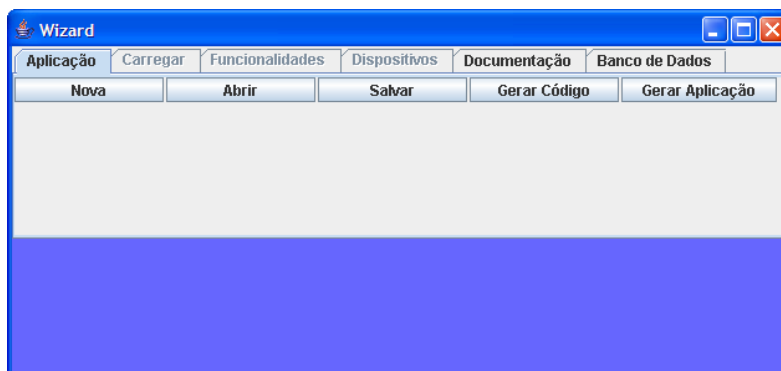 Wizard
Aplicação Carregar Funcionalidades Dispositivos Documentação Banco de Dados
Nova Abrir Salvar Gerar Código Gerar Aplicação